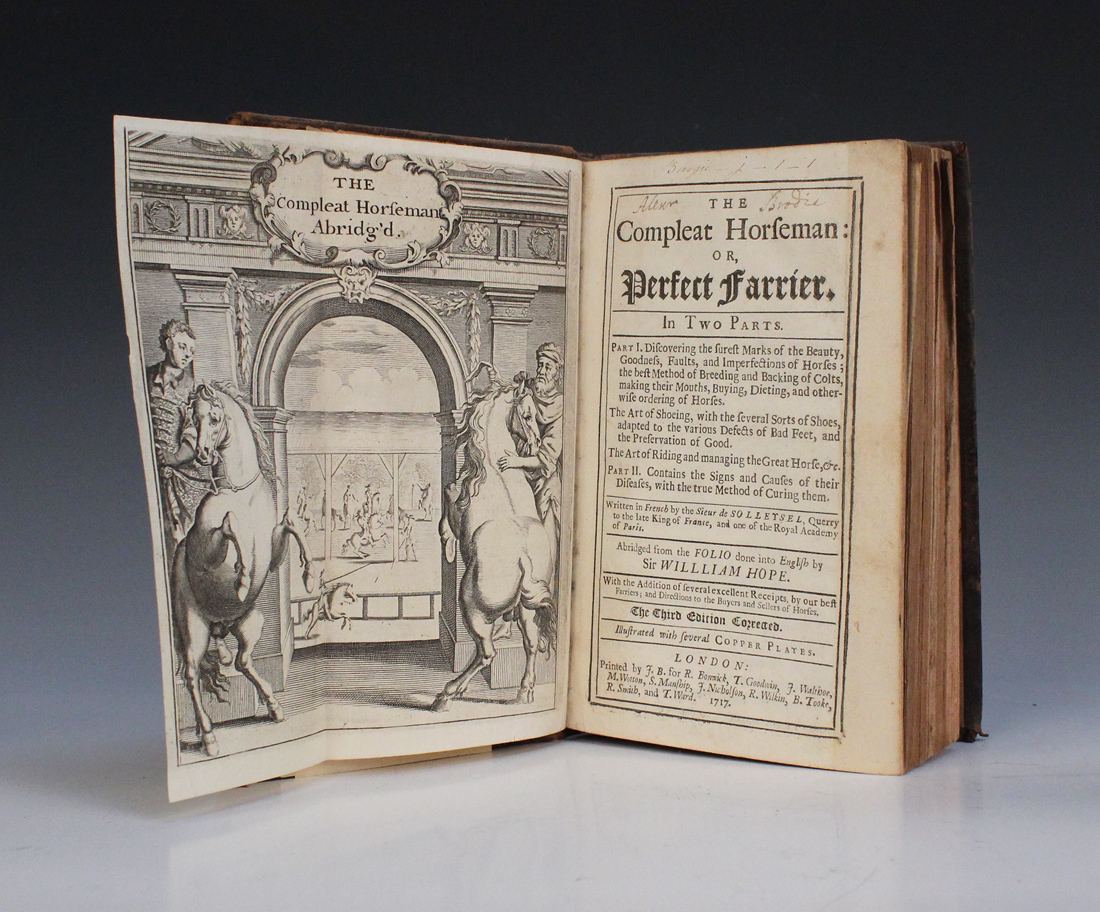 THE
Compleat Horſeman
Abridg'd.
THE
Compleat Horſeman:
OR,
Perfect Farrier.
In TWO PARTS.
PART I. Diſcovering the ſureſt Marks of the Beauty,
Goodneſs, Faults, and Imperfections of Horſes;
the beſt Method of Breeding and Backing of Colts,
making their Mouths, Buying, Dieting, and other-
wiſe ordering of Horſes.
The Art of Shoeing, with the ſeveral Sorts of Shoes,
adapted to the various Defects of Bad Feet, and
the Preſervation of Good.
The Art of Riding and managing the Great Horſe, &c.
PART II. Contains the Signs and Cauſes of their
Diſeaſes, with the true Method of Curing them.
Written in French by the Sieur de SOLLEYSEL, Querry
to the late King of France, and one of the Royal Academy
of Paris.
Abridged from the FOLIO done into Engliſh by
Sir WILLLIAM HOPE.
With the Addition of ſeveral excellent Receipts, by our beſt
Farriers; and Directions to the Buyers and Sellers of Horſes.
The Third Edition Corrected.
Illuſtrated with ſeveral COPPER PLATES.
LONDON:
Printed by J. B. for R. Bonwick, T. Goodwin, J. Walthoe,
M. Wotton, S. Manſhip, J. Nicholſon, R. Wilkin, B. Tooke,
R. Smith, and T. Ward. 1717.
Brodie